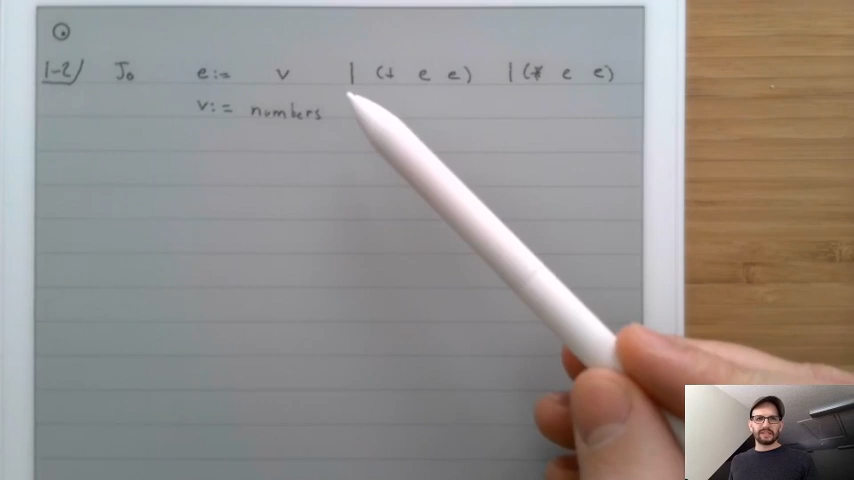 1-2/ J₀ e:= v | (+ e e) | (* e e)
v:= numbers